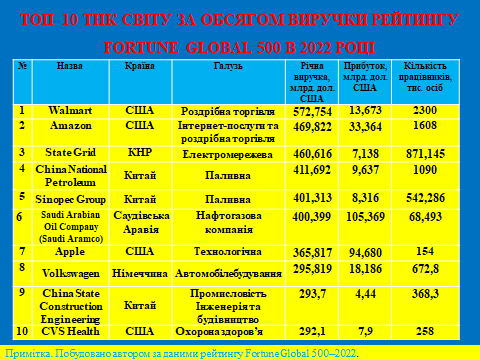 ТОП 10 ТНК СВІТУ ЗА ОБСЯГОМ ВИРУЧКИ РЕЙТИНГУ
FORTUNE GLOBAL 500 В 2022 РОЦІ
№ Назва Країна Галузь Річна виручка, млрд. дол. США Прибуток, млрд. дол. США Кількість працівників, тис. осіб
1 Walmart США Роздрібна торгівля 572,754 13,673 2300
2 Amazon США Інтернет-послуги та роздрібна торгівля 469,822 33,364 1608
3 State Grid КНР Електромережева 460,616 7,138 871,145
4 China National Petroleum Китай Паливна 411,692 9,637 1090
5 Sinopec Group Китай Паливна 401,313 8,316 542,286
6 Saudi Arabian Oil Company (Saudi Aramco) Саудівська Аравія Нафтогазова компанія 400,399 105,369 68,493
7 Apple США Технологічна 365,817 94,680 154
8 Volkswagen Німеччина Автомобілебудування 295,819 18,186 672,8
9 China State Construction Engineering Китай Промисловість Інженерія та будівництво 293,7 4,44 368,3
10 CVS Health США Охорона здоров'я 292,1 7,9 258
Примітка. Побудовано автором за даними рейтингу Fortune Global 500–2022.